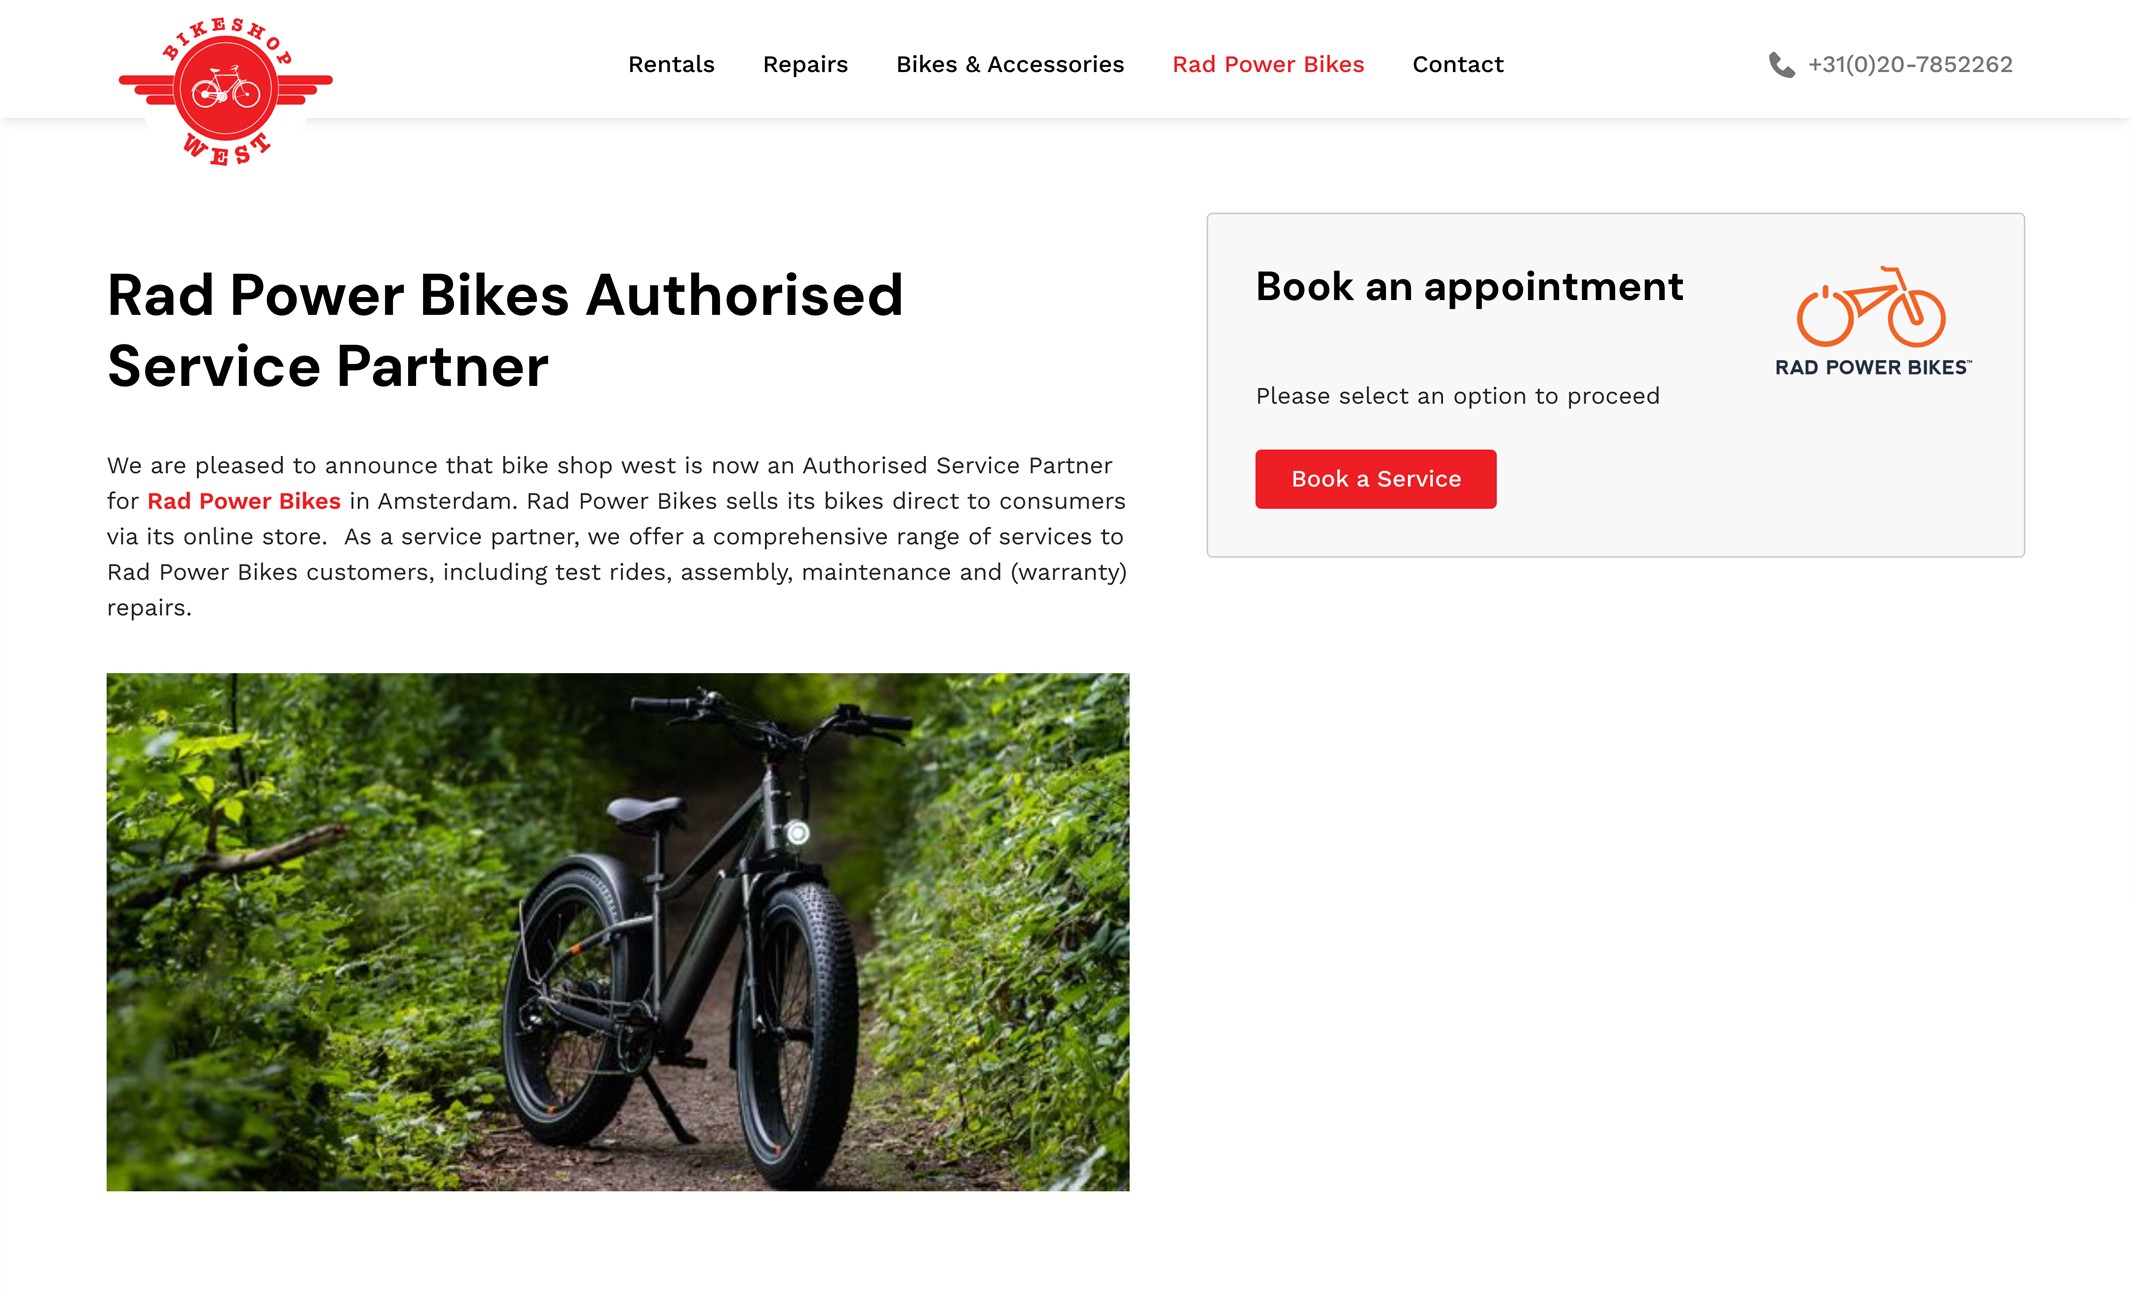 BIKESHOP
WEST
Rentals
Repairs
Bikes & Accessories
Rad Power Bikes
Contact
+31(0)20-7852262
Rad Power Bikes Authorised
Service Partner
We are pleased to announce that bike shop west is now an Authorised Service Partner
for Rad Power Bikes in Amsterdam. Rad Power Bikes sells its bikes direct to consumers
via its online store.  As a service partner, we offer a comprehensive range of services to
Rad Power Bikes customers, including test rides, assembly, maintenance and (warranty)
repairs.
Book an appointment
RAD POWER BIKES™
Please select an option to proceed
Book a Service